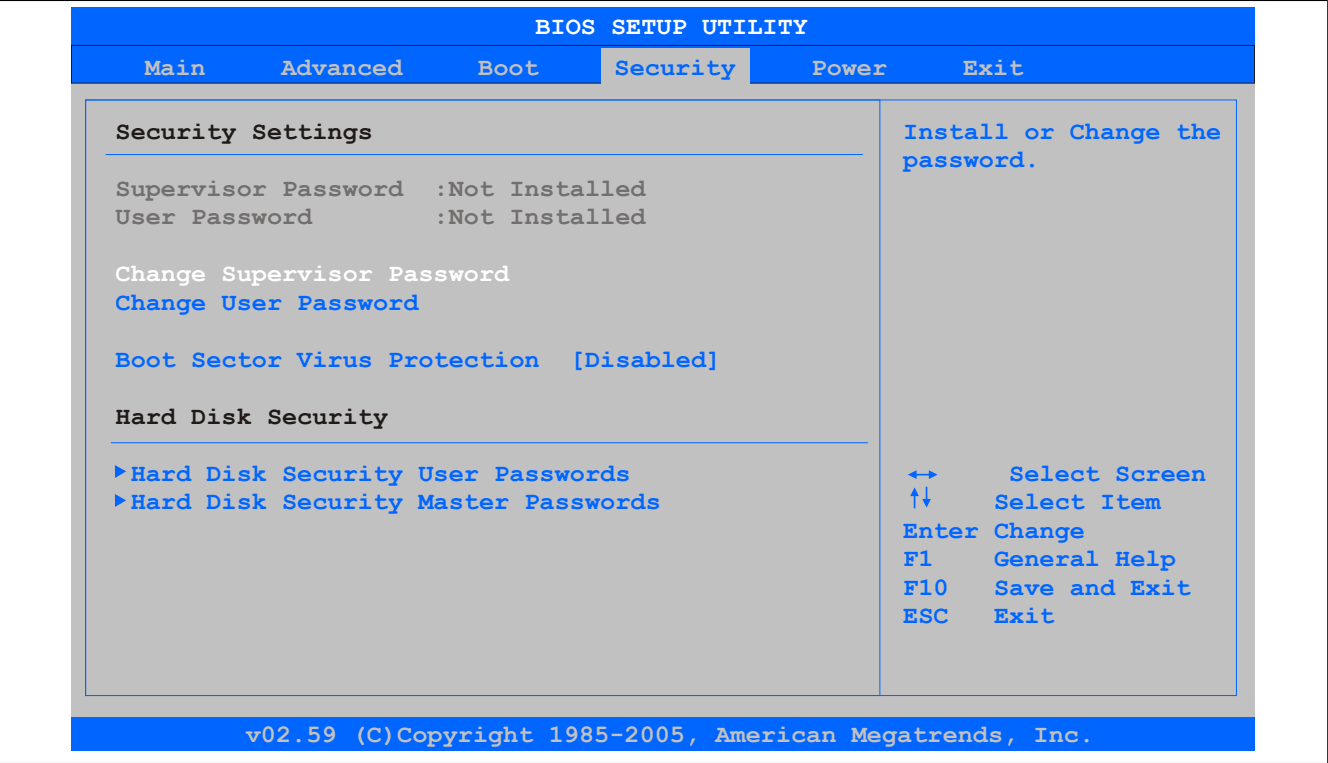 BIOS SETUP UTILITY
Main Advanced Boot Security Power Exit
Security Settings
Supervisor Password :Not Installed
User Password :Not Installed
Change Supervisor Password
Change User Password
Boot Sector Virus Protection [Disabled]
Hard Disk Security
Hard Disk Security User Passwords
Hard Disk Security Master Passwords
Install or Change the
password.
↔ Select Screen
↑↓ Select Item
Enter Change
F1 General Help
F10 Save and Exit
ESC Exit
v02.59 (C)Copyright 1985-2005, American Megatrends, Inc.